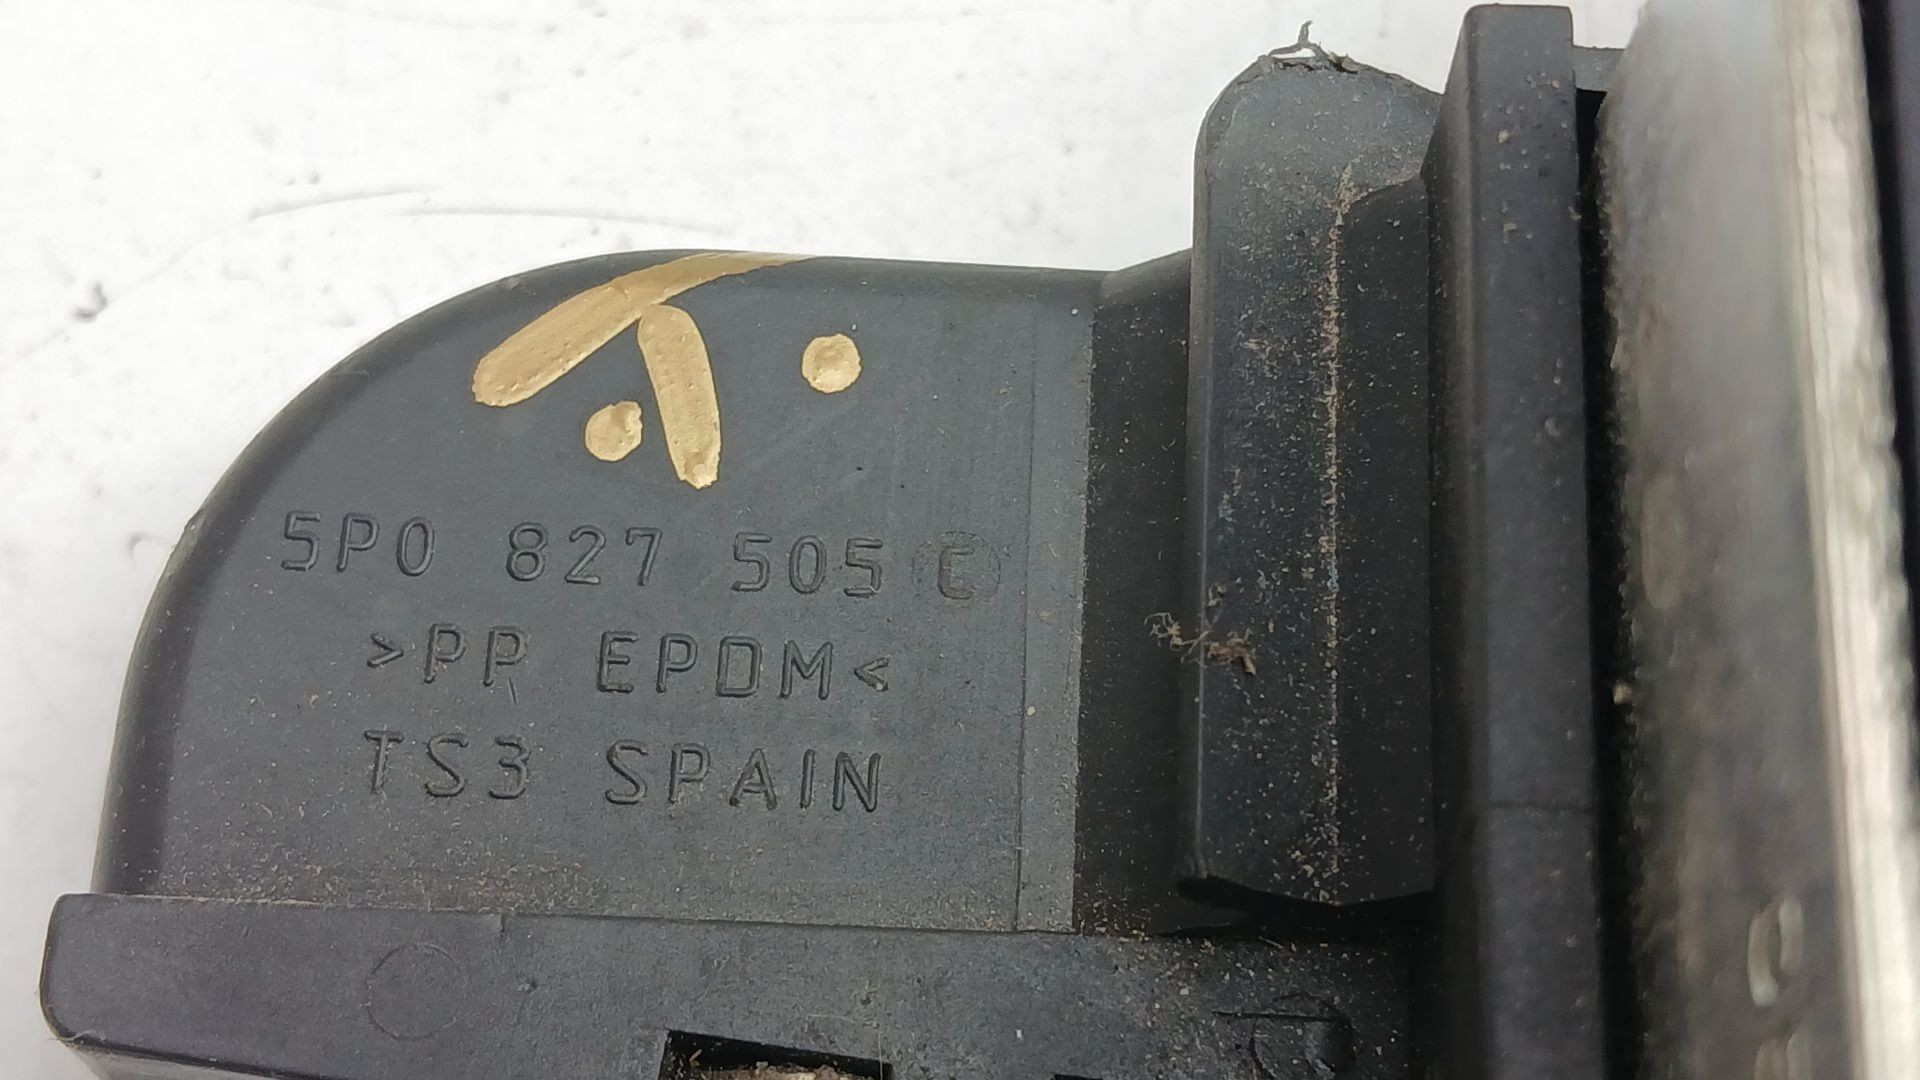 5P0 827 505 C
>PP EPDM<
TS3 SPAIN